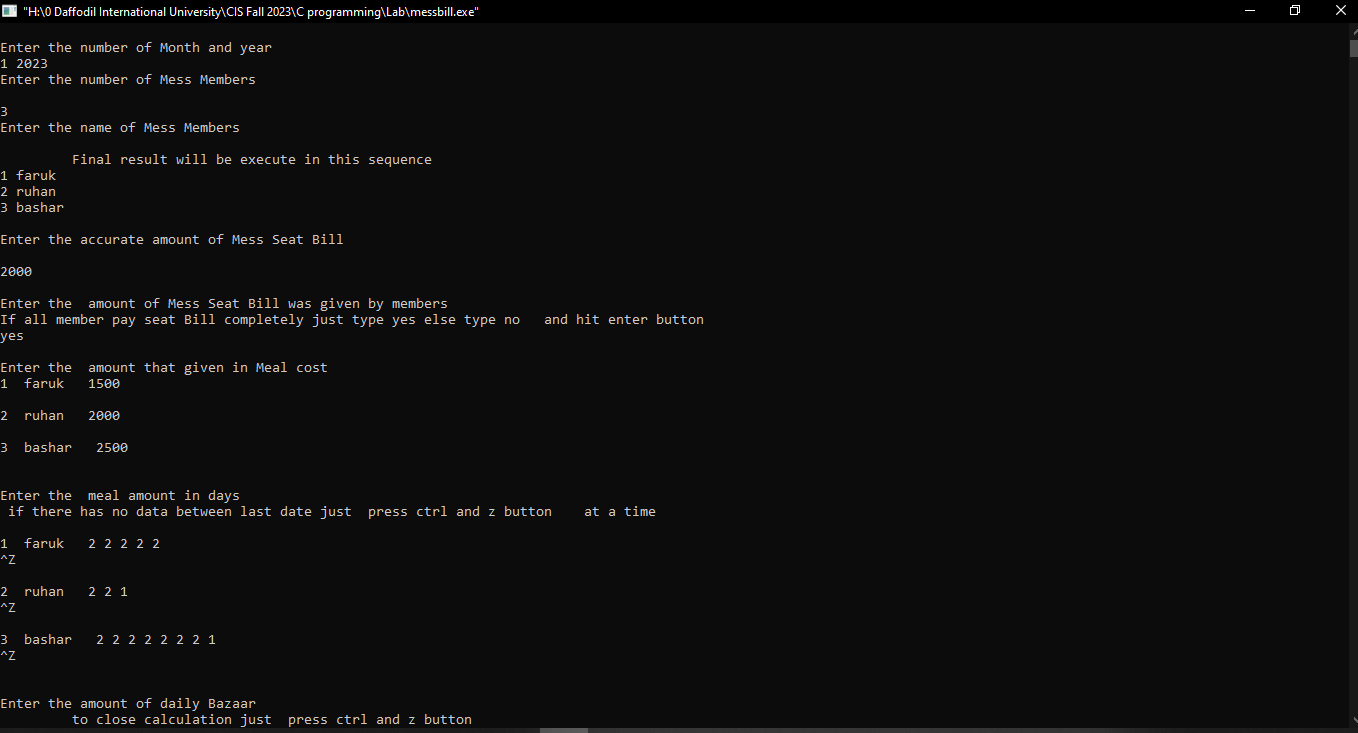 "H:\0 Daffodil International University\CIS Fall 2023\C programming\Lab\messbill.exe"
Enter the number of Month and year
1 2023
Enter the number of Mess Members
3
Enter the name of Mess Members
Final result will be execute in this sequence
1 faruk
2 ruhan
3 bashar
Enter the accurate amount of Mess Seat Bill
2000
Enter the  amount of Mess Seat Bill was given by members
If all member pay seat Bill completely just type yes else type no   and hit enter button
yes
Enter the  amount that given in Meal cost
1  faruk   1500
2  ruhan   2000
3  bashar   2500
Enter the  meal amount in days
if there has no data between last date just  press ctrl and z button    at a time
1  faruk   2 2 2 2 2
^Z
2  ruhan   2 2 1
^Z
3  bashar   2 2 2 2 2 2 2 1
^Z
Enter the amount of daily Bazaar
to close calculation just  press ctrl and z button